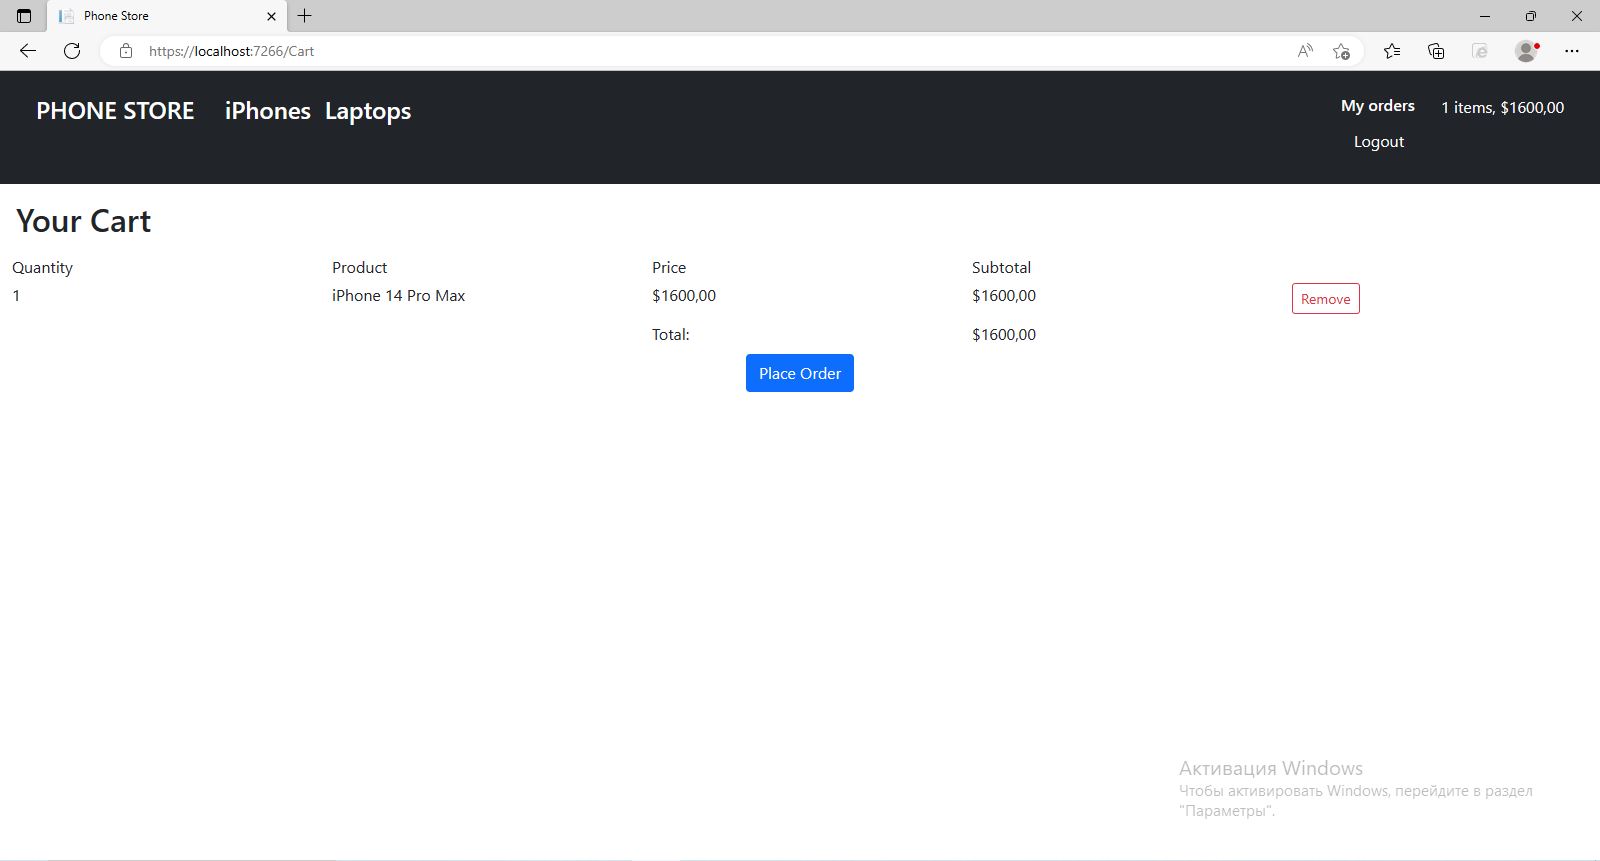 Phone Store
https://localhost:7266/Cart
PHONE STORE iPhones Laptops My orders 1 items, $1600,00
Logout
Your Cart
Quantity Product Price Subtotal
1 iPhone 14 Pro Max $1600,00 $1600,00 Remove
Total: $1600,00
Place Order
Активация Windows
Чтобы активировать Windows, перейдите в раздел
"Параметры".